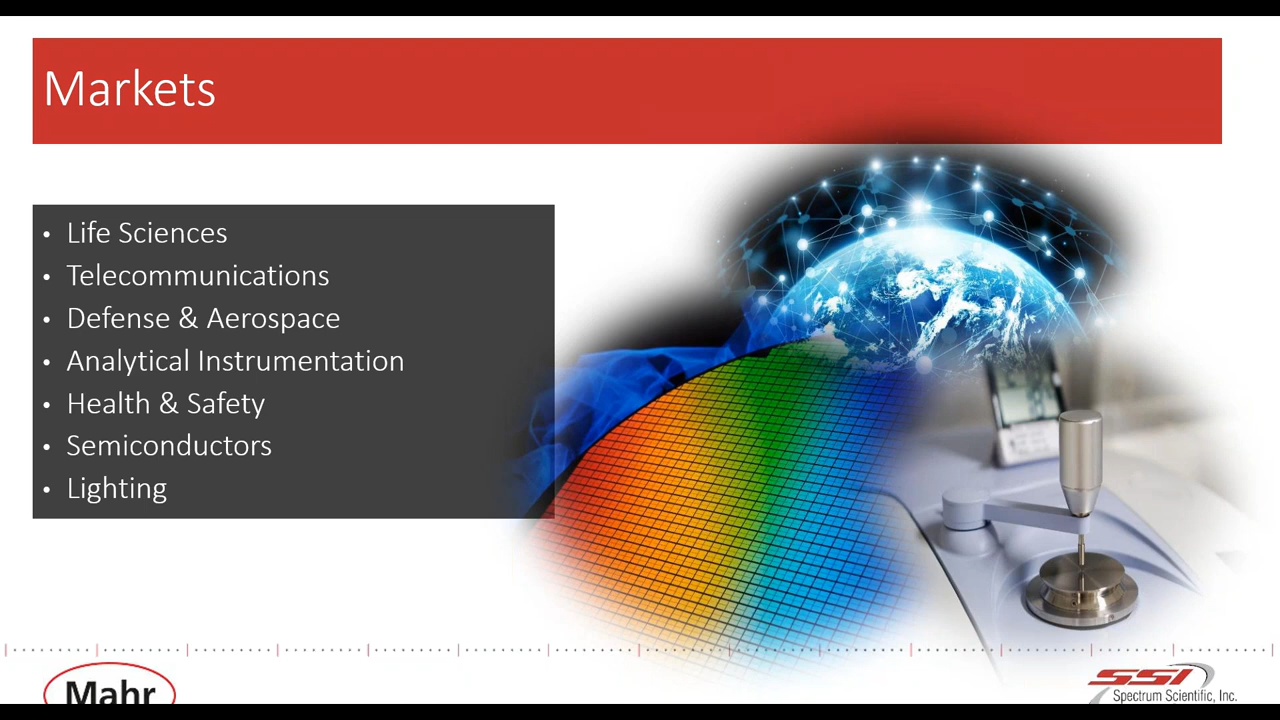 Markets
• Life Sciences
• Telecommunications
• Defense & Aerospace
• Analytical Instrumentation
• Health & Safety
• Semiconductors
• Lighting
Mahr
SSI
Spectrum Scientific, Inc.